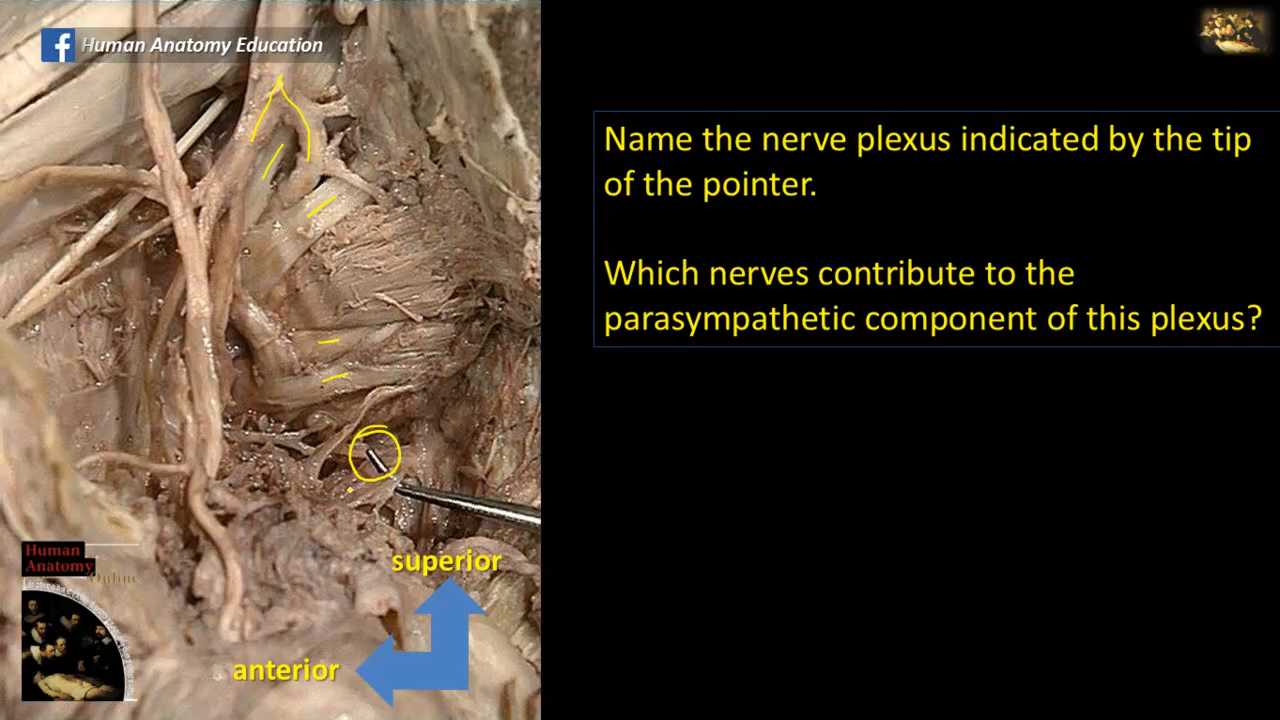 Human Anatomy Education
Name the nerve plexus indicated by the tip
of the pointer.
Which nerves contribute to the
parasympathetic component of this plexus?
superior
anterior
Human
Anatomy
Online